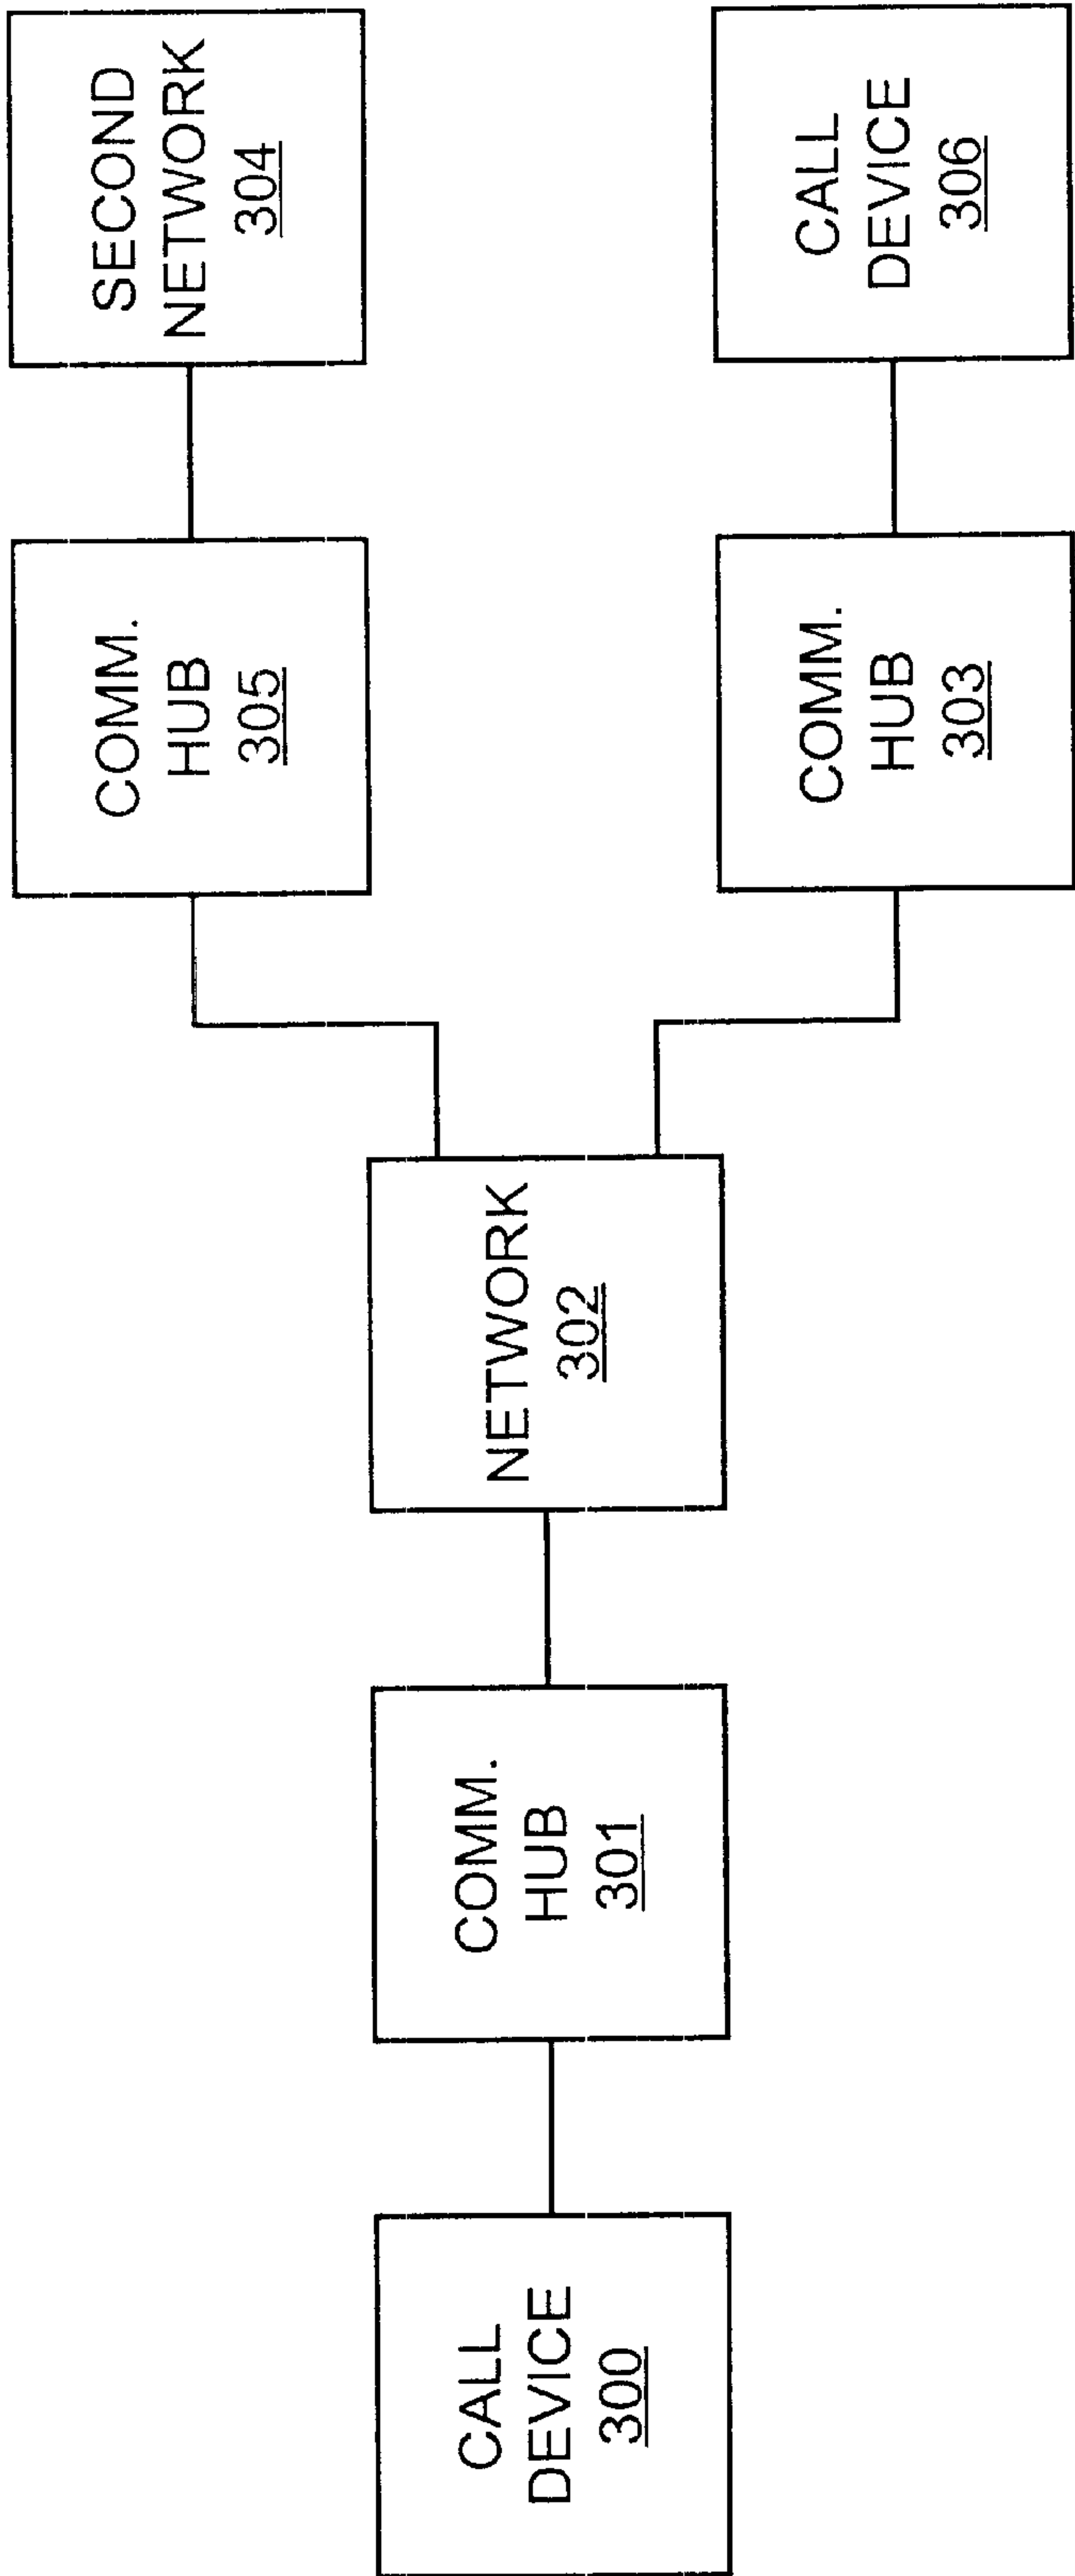 CALL
DEVICE
300
COMM.
HUB
301
NETWORK
302
COMM.
HUB
305
SECOND
NETWORK
304
COMM.
HUB
303
CALL
DEVICE
306